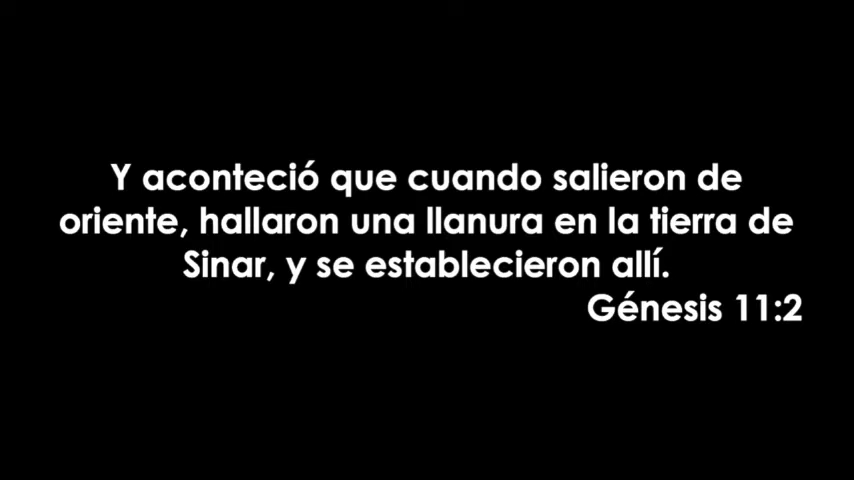 Y aconteció que cuando salieron de
oriente, hallaron una llanura en la tierra de
Sinar, y se establecieron allí.
Génesis 11:2